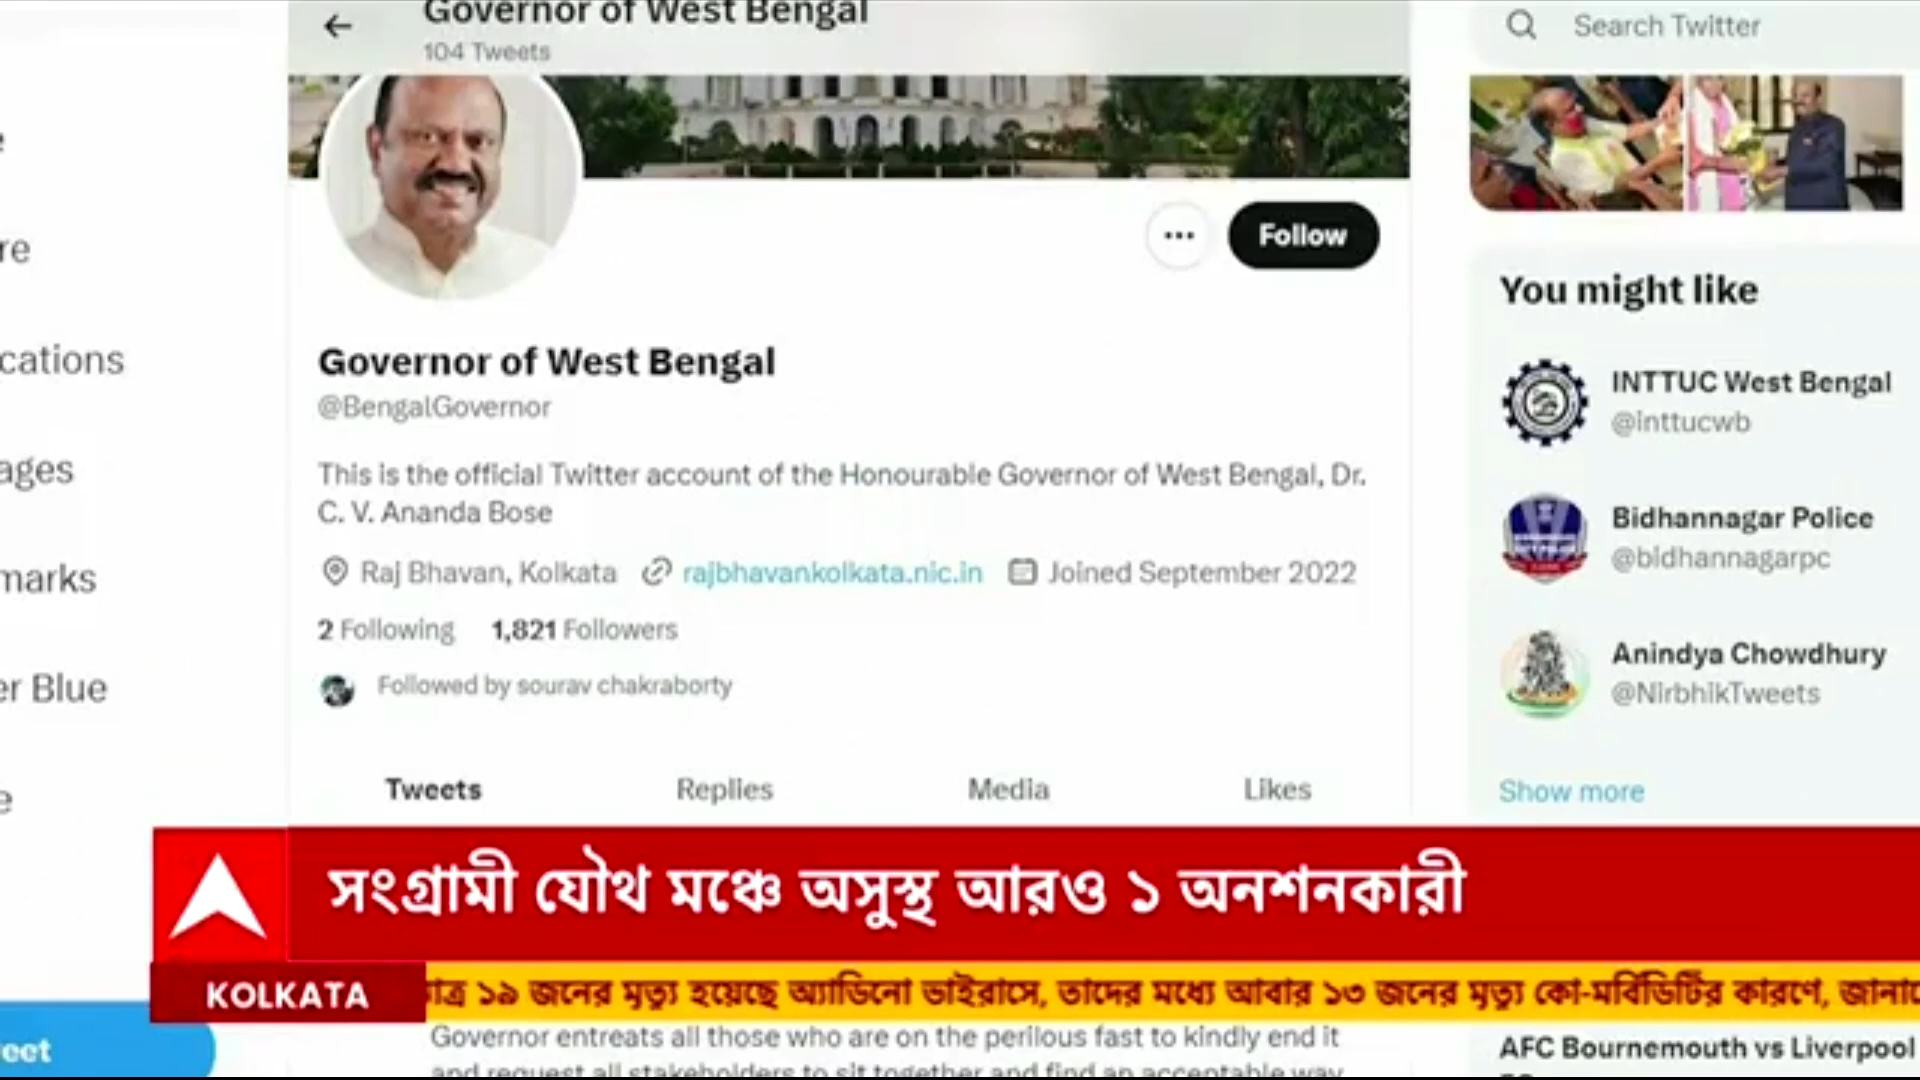 Governor of West Bengal
104 Tweets
Search Twitter
Follow
Governor of West Bengal
@BengalGovernor
This is the official Twitter account of the Honourable Governor of West Bengal, Dr.
C. V. Ananda Bose
Raj Bhavan, Kolkata rajbhavankolkata.nic.in Joined September 2022
2 Following 1,821 Followers
Followed by sourav chakraborty
Tweets Replies Media Likes
You might like
INTTUC West Bengal
@inttucwb
Bidhannagar Police
@bidhannagarpc
Anindya Chowdhury
@NirbhikTweets
Show more
re
cations
ages
marks
er Blue
e
সংগ্রামী যৌথ মঞ্চে অসুস্থ আরও ১ অনশনকারী
KOLKATA
১৯ জনের মৃত্যু হয়েছে অ্যাডিনো ভাইরাসে, তাদের মধ্যে আবার ১৩ জনের মৃত্যু কো-মর্বিডিটির কারণে,
eet
Governor entreats all those who are on the perilous fast to kindly end it
and request all stakeholders to sit together and find an acceptable way
AFC Bournemouth vs Liverpool